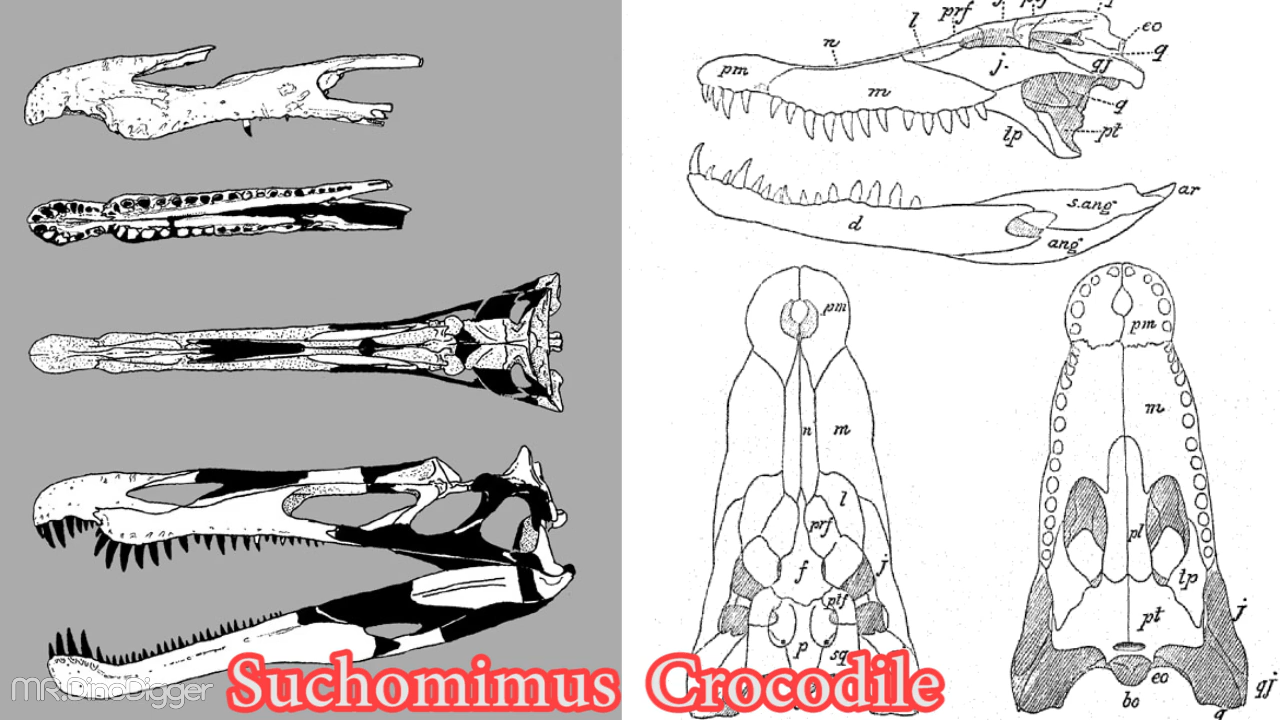 prf
l
eo
n
q
pm
j
qj
m
q
lp
pt
ar
s.ang
d
ang
pm
pm
m
n
m
l
prf
pl
f
j
lp
ptf
j
pt
p
sq
eo
qj
bo
q
Suchomimus Crocodile
MR.DinoDigger